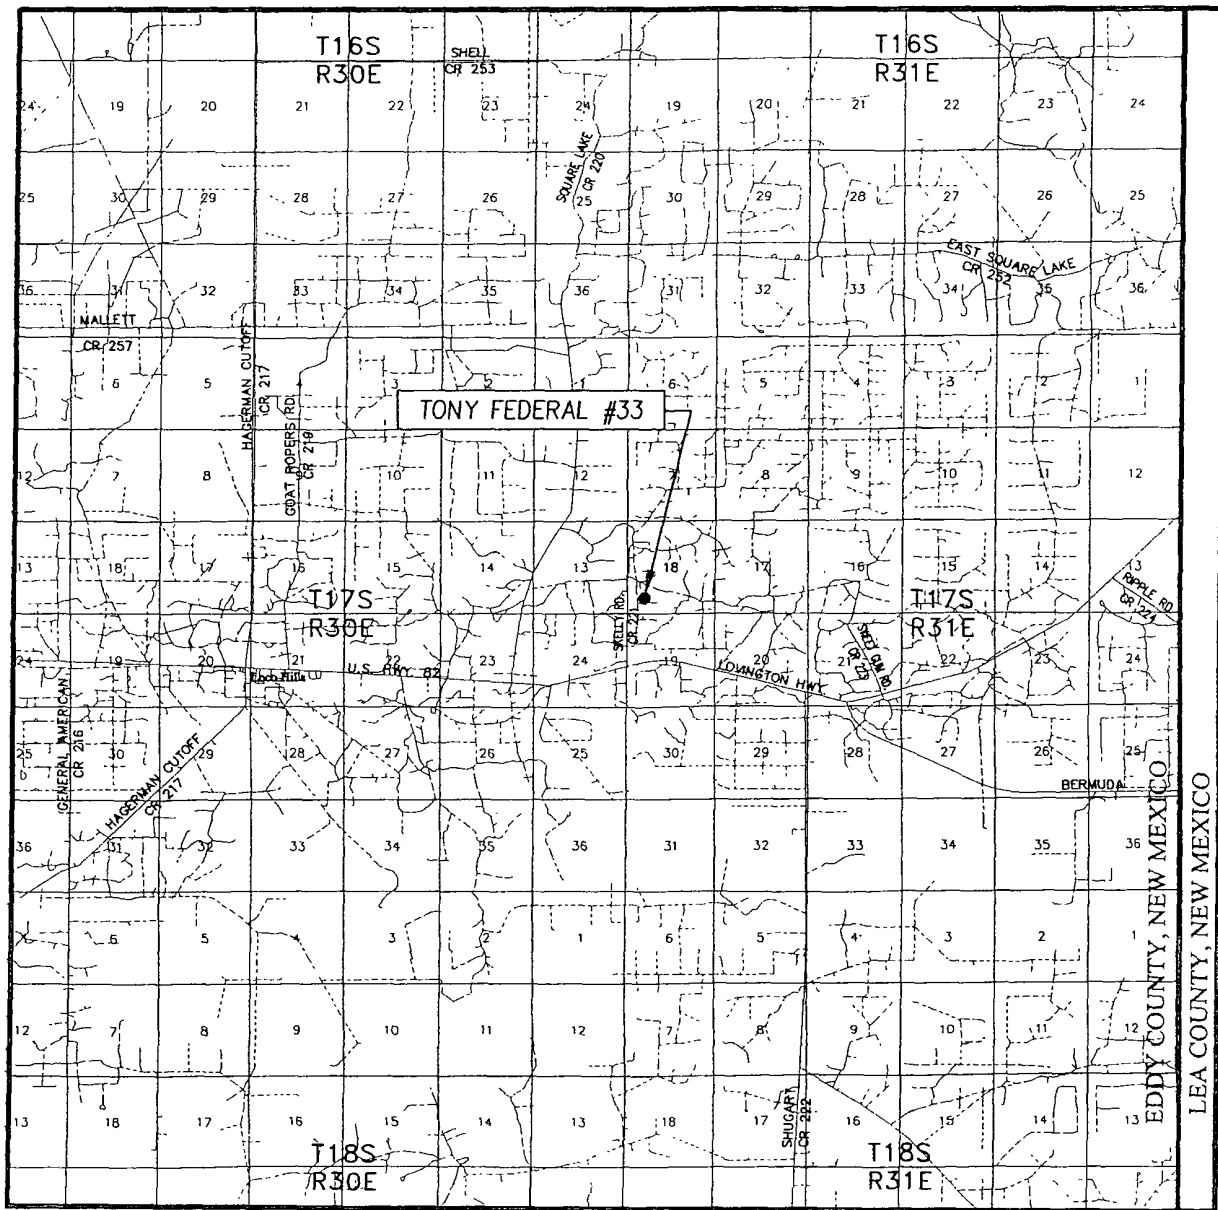 T16S
R30E
SHELL
CR 253
T16S
R31E
24 19 20 21 22 23 24 19 20 21 22 23 24
SQUARE LAKE
CR 220
25 30 29 28 27 26 25 30 29 28 27 26 25
EAST SQUARE LAKE
CR 252
36 31 32 33 34 35 36 31 32 33 34 35 36
MALLETT
CR 257
HAGERMAN CUTOFF
CR 217
6 5 4 3 2 1 6 5 4 3 2 1
GOAT ROPERS RD.
CR 219
TONY FEDERAL #33
12 7 8 9 10 11 12 7 8 9 10 11 12
13 18 17 16 15 14 13 18 17 16 15 14 13
RIPPLE RD
CR 224
T17S
R30E
SKELLY RD.
CR 221
T17S
R31E
24 19 20 21 22 23 24 19 20 21 22 23 24
Loco Hills
U.S. HWY. 82
LOVINGTON HWY
CR 223
GENERAL AMERICAN
CR 216
25 30 29 28 27 26 25 30 29 28 27 26 25
HAGERMAN CUTOFF
CR 217
BERMUDA
36 31 32 33 34 35 36 31 32 33 34 35 36
6 5 4 3 2 1 6 5 4 3 2 1
12 7 8 9 10 11 12 7 8 9 10 11 12
13 18 17 16 15 14 13 18 17 16 15 14 13
SHUGART
CR 222
T18S
R30E
T18S
R31E
EDDY COUNTY, NEW MEXICO
LEA COUNTY, NEW MEXICO